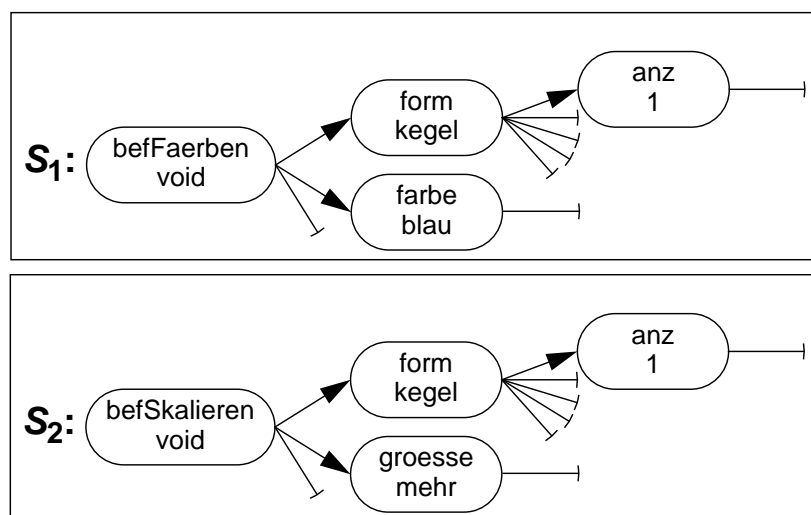 S1:
befFaerben
void
form
kegel
anz
1
farbe
blau
S2:
befSkalieren
void
form
kegel
anz
1
groesse
mehr